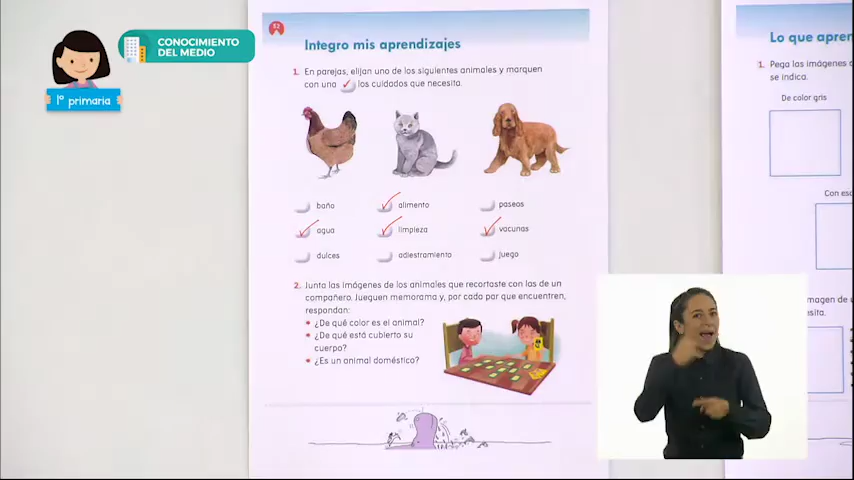 CONOCIMIENTO
DEL MEDIO
1º primaria
52
Integro mis aprendizajes
1. En parejas, elijan uno de los siguientes animales y marquen
con una ✓ los cuidados que necesita.
baño
alimento
paseos
agua
limpieza
vacunas
dulces
adiestramiento
juego
2. Junta las imágenes de los animales que recortaste con las de un
compañero. Jueguen memorama y, por cada par que encuentren,
respondan:
• ¿De qué color es el animal?
• ¿De qué está cubierto su
cuerpo?
• ¿Es un animal doméstico?
Lo que apren
1. Pega las imágenes
se indica.
De color gris
Con esc
magen de
sita.